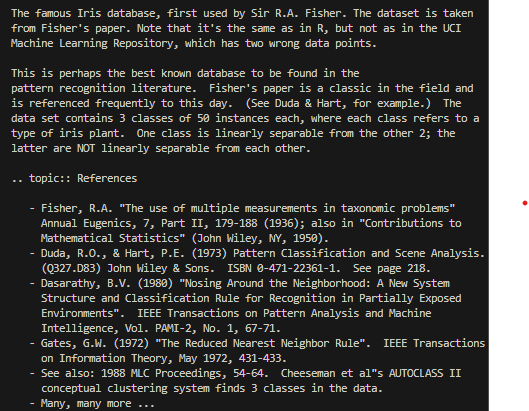 The famous Iris database, first used by Sir R.A. Fisher. The dataset is taken
from Fisher's paper. Note that it's the same as in R, but not as in the UCI
Machine Learning Repository, which has two wrong data points.
This is perhaps the best known database to be found in the
pattern recognition literature.  Fisher's paper is a classic in the field and
is referenced frequently to this day.  (See Duda & Hart, for example.)  The
data set contains 3 classes of 50 instances each, where each class refers to a
type of iris plant.  One class is linearly separable from the other 2; the
latter are NOT linearly separable from each other.
.. topic:: References
- Fisher, R.A. "The use of multiple measurements in taxonomic problems"
Annual Eugenics, 7, Part II, 179-188 (1936); also in "Contributions to
Mathematical Statistics" (John Wiley, NY, 1950).
- Duda, R.O., & Hart, P.E. (1973) Pattern Classification and Scene Analysis.
(Q327.D83) John Wiley & Sons.  ISBN 0-471-22361-1.  See page 218.
- Dasarathy, B.V. (1980) "Nosing Around the Neighborhood: A New System
Structure and Classification Rule for Recognition in Partially Exposed
Environments".  IEEE Transactions on Pattern Analysis and Machine
Intelligence, Vol. PAMI-2, No. 1, 67-71.
- Gates, G.W. (1972) "The Reduced Nearest Neighbor Rule".  IEEE Transactions
on Information Theory, May 1972, 431-433.
- See also: 1988 MLC Proceedings, 54-64.  Cheeseman et al"s AUTOCLASS II
conceptual clustering system finds 3 classes in the data.
- Many, many more ...